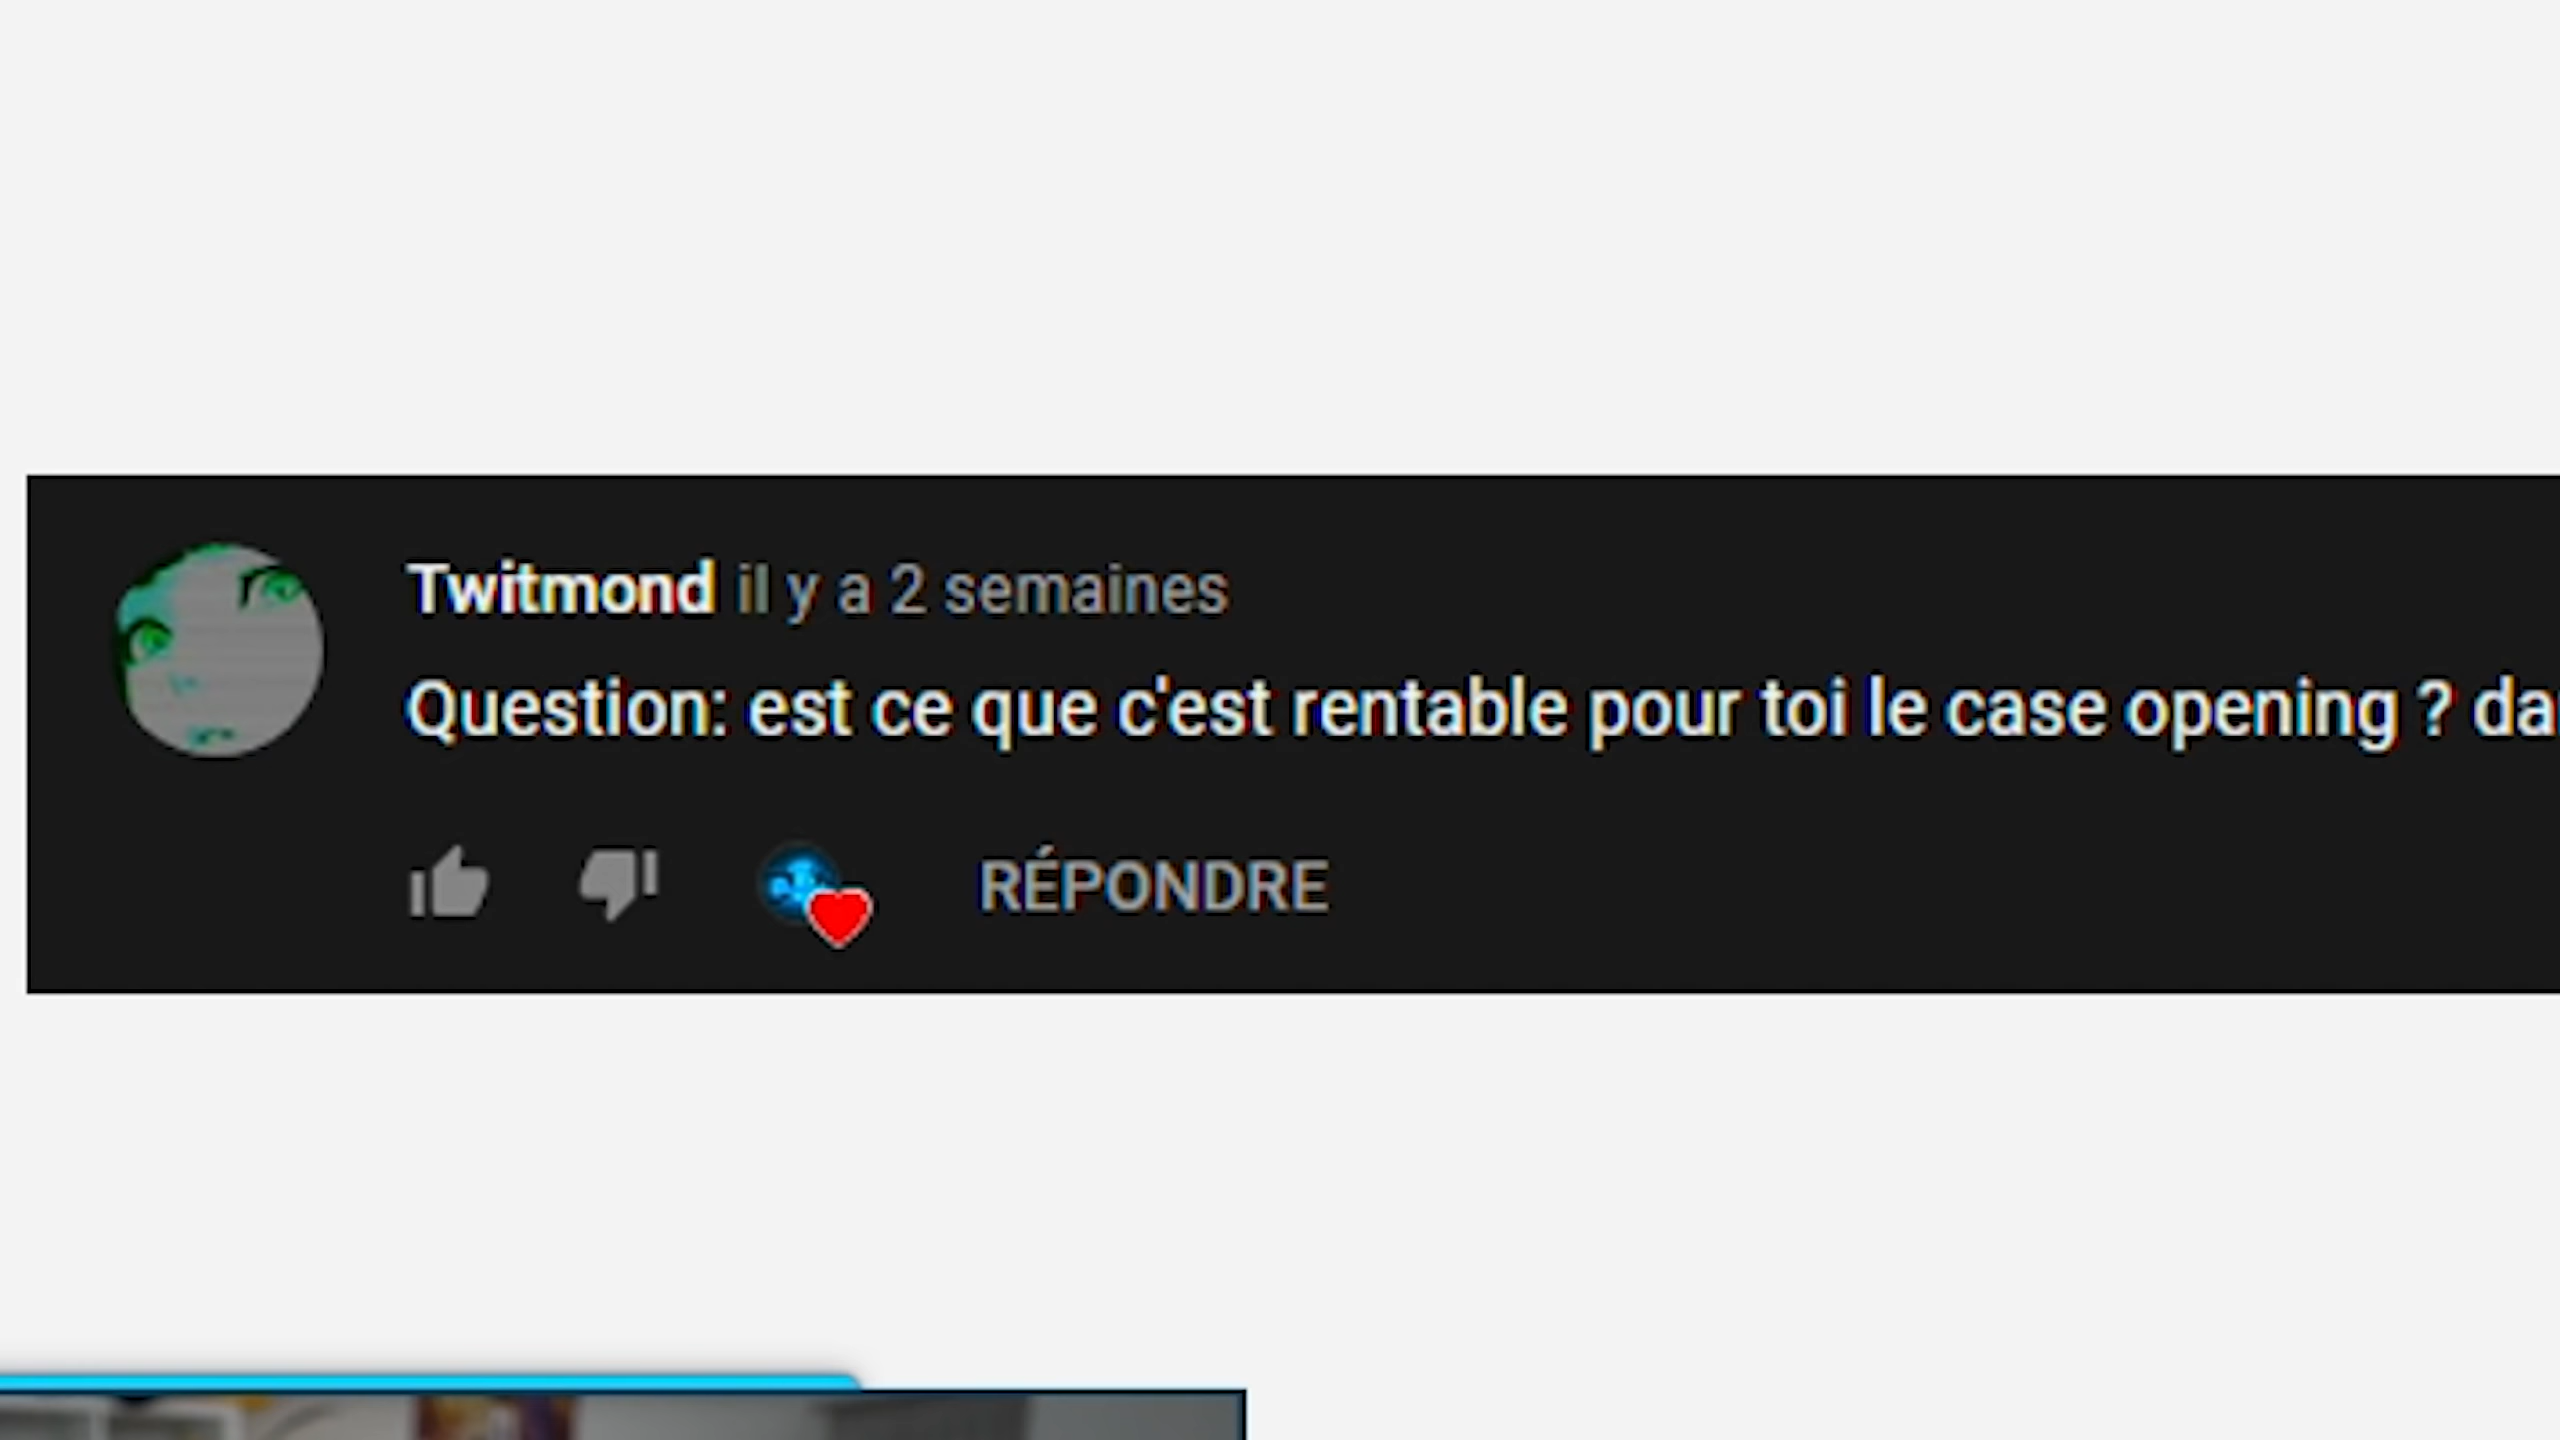 Twitmond il y a 2 semaines
Question: est ce que c'est rentable pour toi le case opening ?
RÉPONDRE